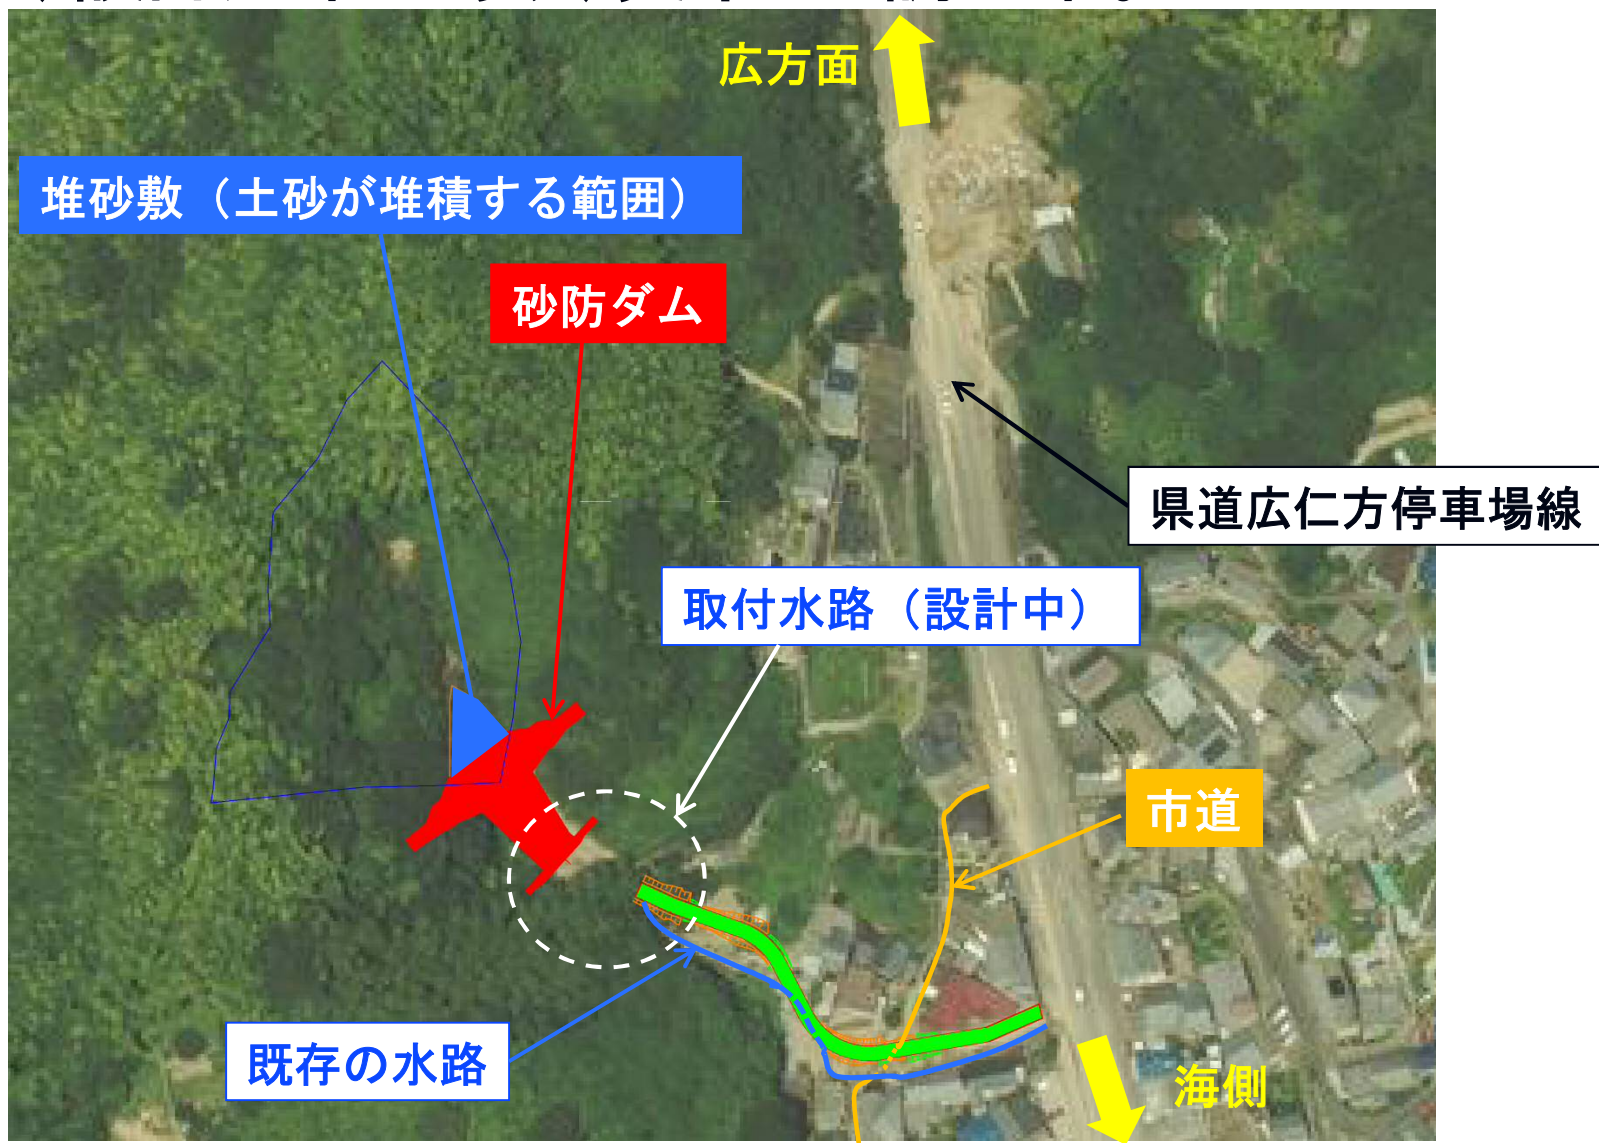 広方面
堆砂敷（土砂が堆積する範囲）
砂防ダム
県道広仁方停車場線
取付水路（設計中）
市道
既存の水路
海側